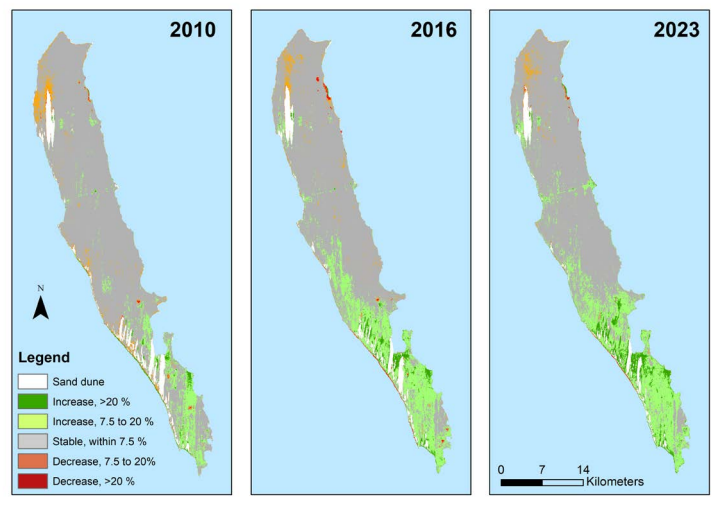 2010
2016
2023
N
Legend
Sand dune
Increase, >20 %
Increase, 7.5 to 20%
Stable, within 7.5 %
Decrease, 7.5 to 20%
Decrease, >20 %
0 7 14
Kilometers